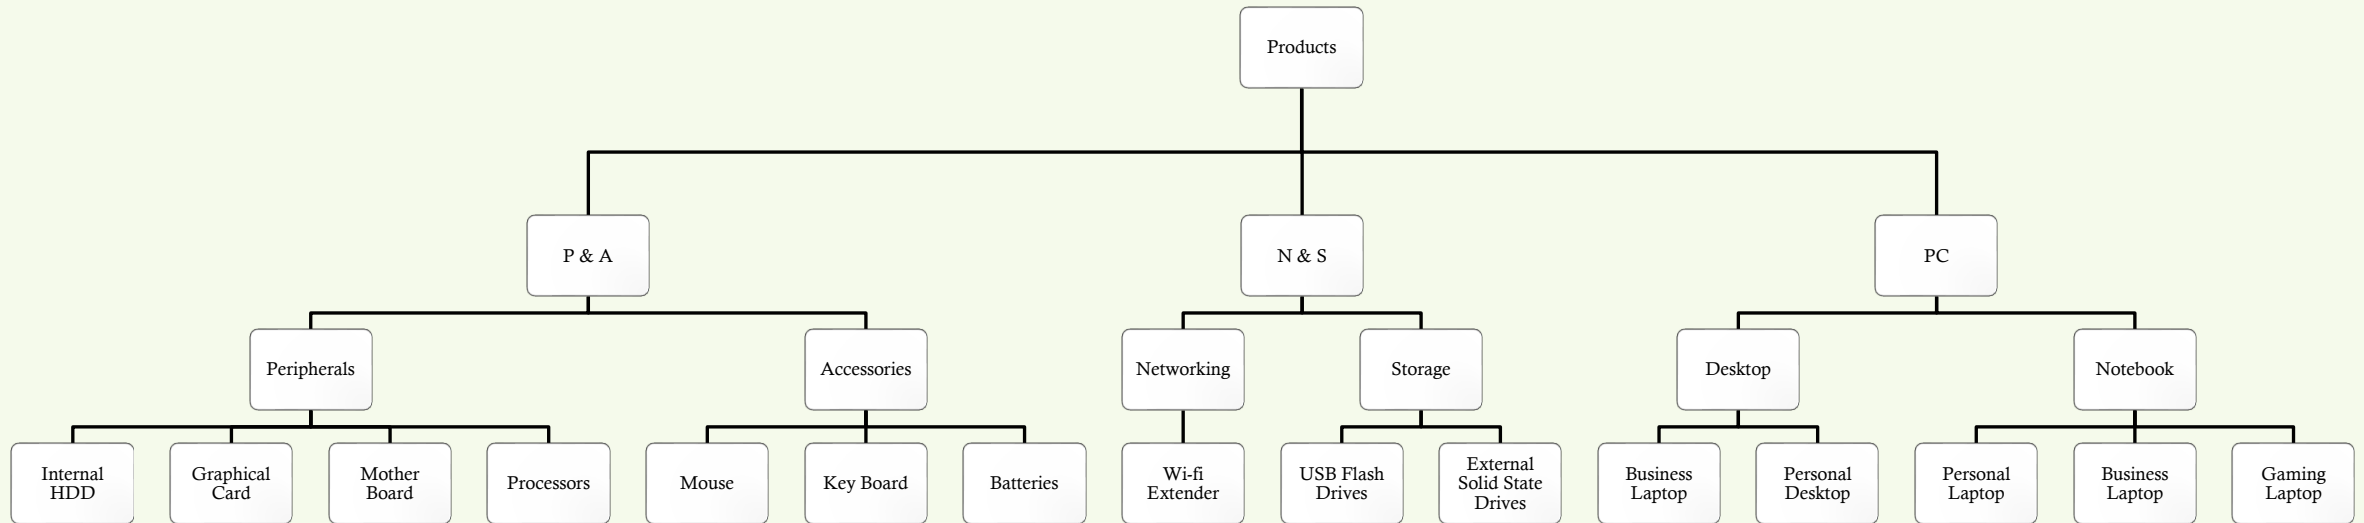 Products
P & A
N & S
PC
Peripherals
Accessories
Networking
Storage
Desktop
Notebook
Internal
HDD
Graphical
Card
Mother
Board
Processors
Mouse
Key Board
Batteries
Wi-fi
Extender
USB Flash
Drives
External
Solid State
Drives
Business
Laptop
Personal
Desktop
Personal
Laptop
Business
Laptop
Gaming
Laptop